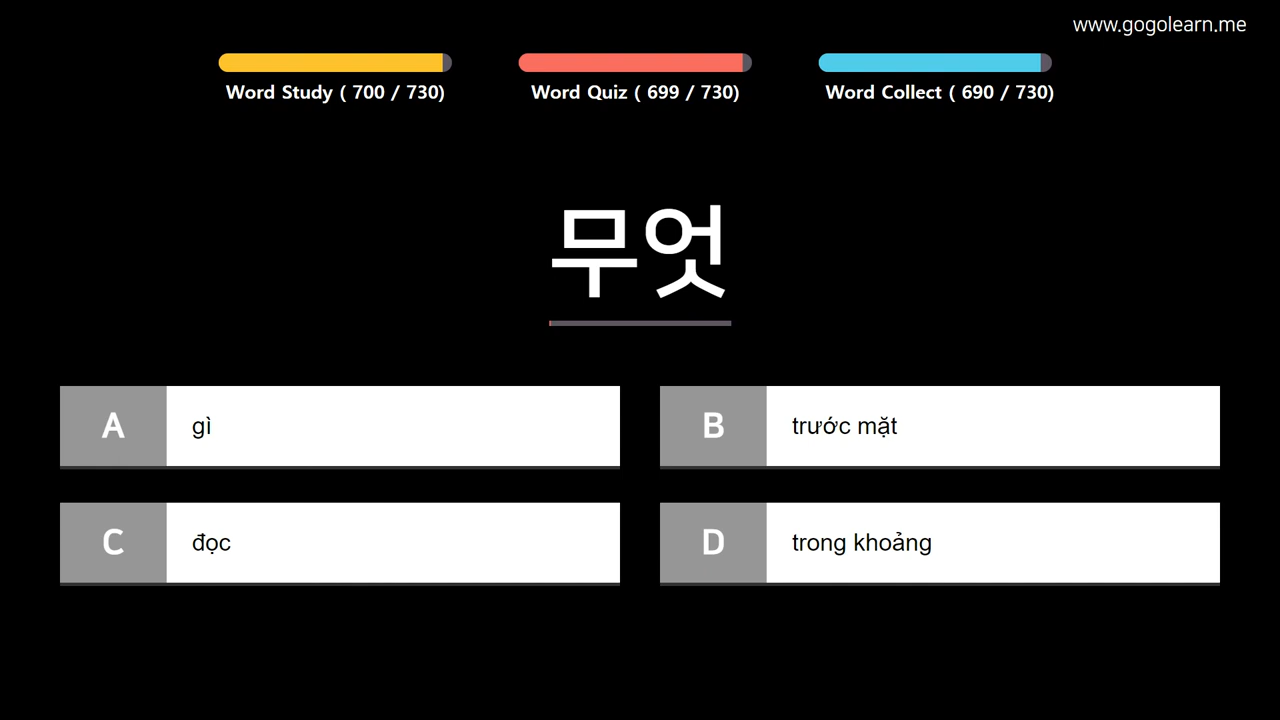 www.gogolearn.me
Word Study ( 700 / 730)
Word Quiz ( 699 / 730)
Word Collect ( 690 / 730)
무엇
A gì
B trước mặt
C đọc
D trong khoảng